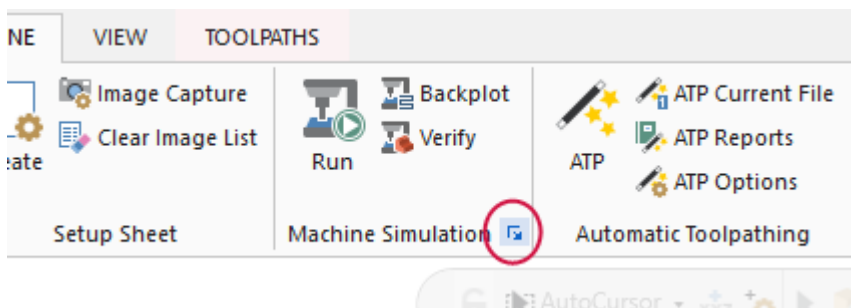 NE VIEW TOOLPATHS
Image Capture
Clear Image List
eate
Setup Sheet
Run
Backplot
Verify
Machine Simulation
ATP
ATP Current File
ATP Reports
ATP Options
Automatic Toolpathing
AutoCursor